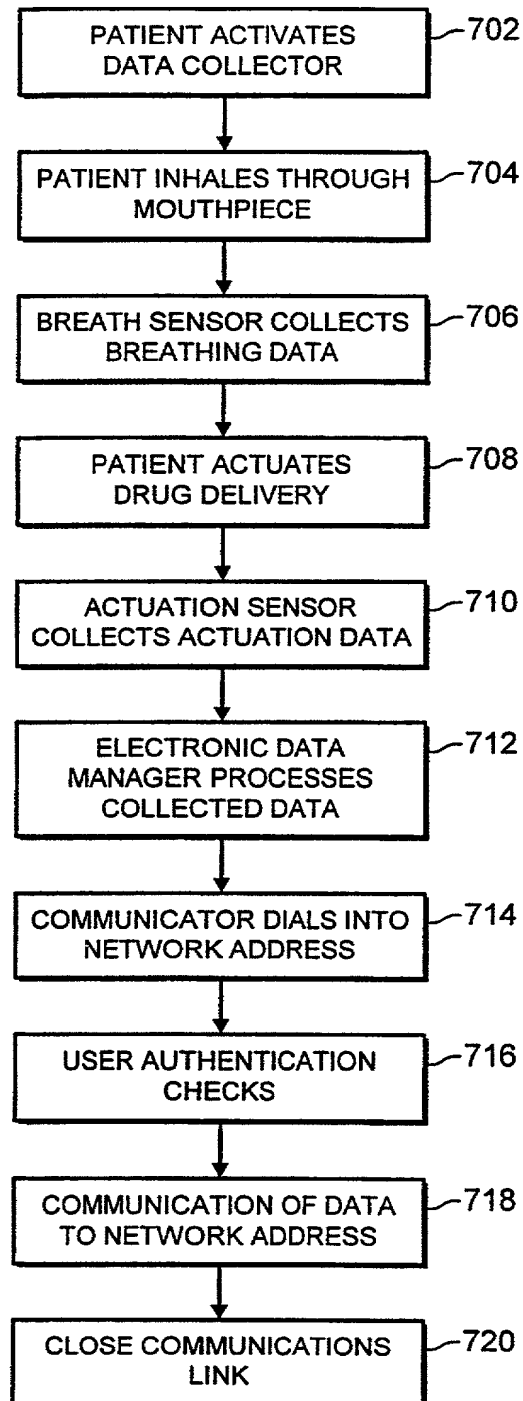 PATIENT ACTIVATES
DATA COLLECTOR
702
PATIENT INHALES THROUGH
MOUTHPIECE
704
BREATH SENSOR COLLECTS
BREATHING DATA
706
PATIENT ACTUATES
DRUG DELIVERY
708
ACTUATION SENSOR
COLLECTS ACTUATION DATA
710
ELECTRONIC DATA
MANAGER PROCESSES
COLLECTED DATA
712
COMMUNICATOR DIALS INTO
NETWORK ADDRESS
714
USER AUTHENTICATION
CHECKS
716
COMMUNICATION OF DATA
TO NETWORK ADDRESS
718
CLOSE COMMUNICATIONS
LINK
720